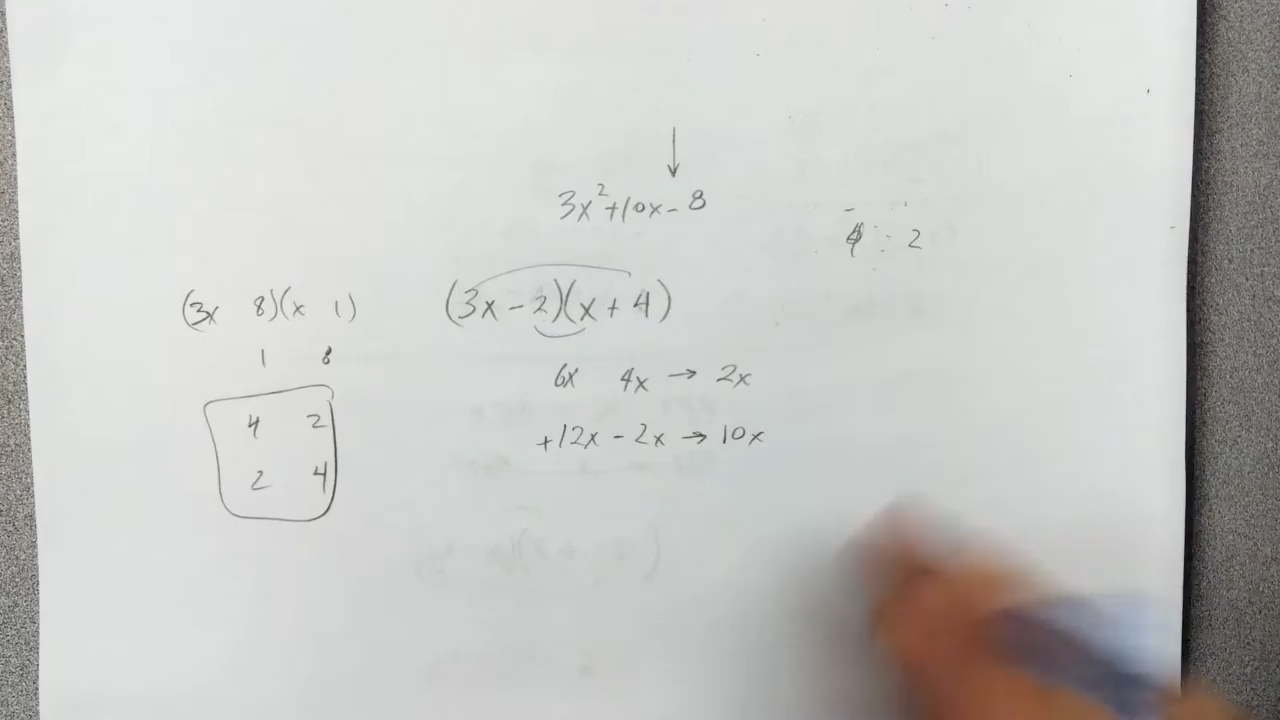 3x²+10x-8
4 2
(3x 8)(x 1)
(3x-2)(x+4)
1 8
6x 4x → 2x
4 2
+12x-2x → 10x
2 4